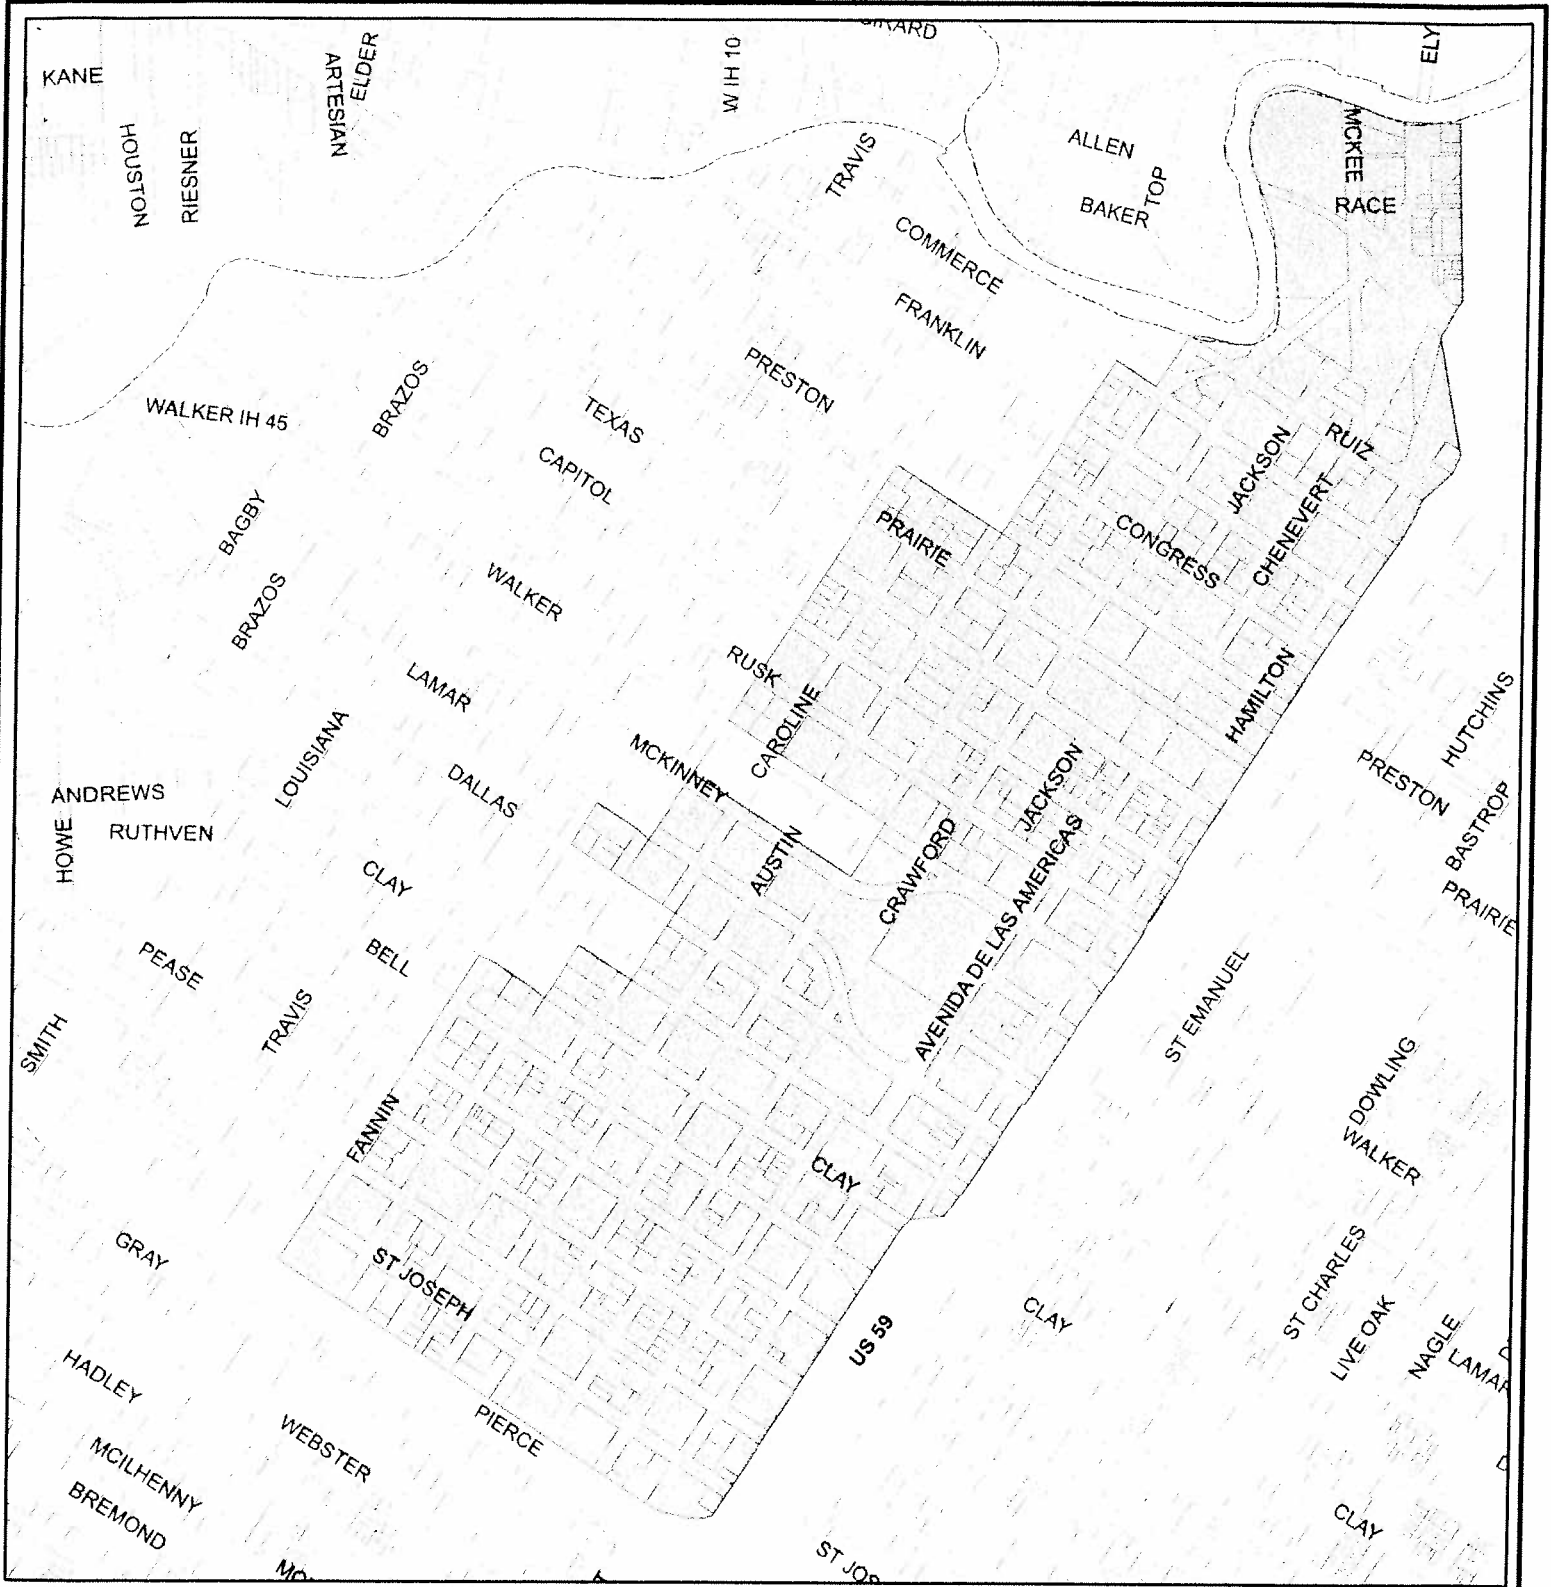 GIRARD
ELY
KANE
ARTESIAN
ELDER
W IH 10
HOUSTON
RIESNER
TRAVIS
ALLEN
TOP
BAKER
MCKEE
RACE
COMMERCE
FRANKLIN
PRESTON
WALKER IH 45
BRAZOS
TEXAS
CAPITOL
JACKSON
RUIZ
CHENEVERT
CONGRESS
PRAIRIE
BAGBY
BRAZOS
WALKER
RUSK
CAROLINE
HAMILTON
HUTCHINS
LAMAR
LOUISIANA
MCKINNEY
DALLAS
JACKSON
PRESTON
BASTROP
ANDREWS
HOWE
RUTHVEN
AUSTIN
CRAWFORD
AVENIDA DE LAS AMERICAS
CLAY
PRAIRIE
PEASE
BELL
TRAVIS
SMITH
ST EMANUEL
DOWLING
WALKER
FANNIN
CLAY
GRAY
ST JOSEPH
US 59
CLAY
ST CHARLES
LIVE OAK
NAGLE
LAMAR
HADLEY
WEBSTER
PIERCE
MCILHENNY
BREMOND
CLAY
ST JOS